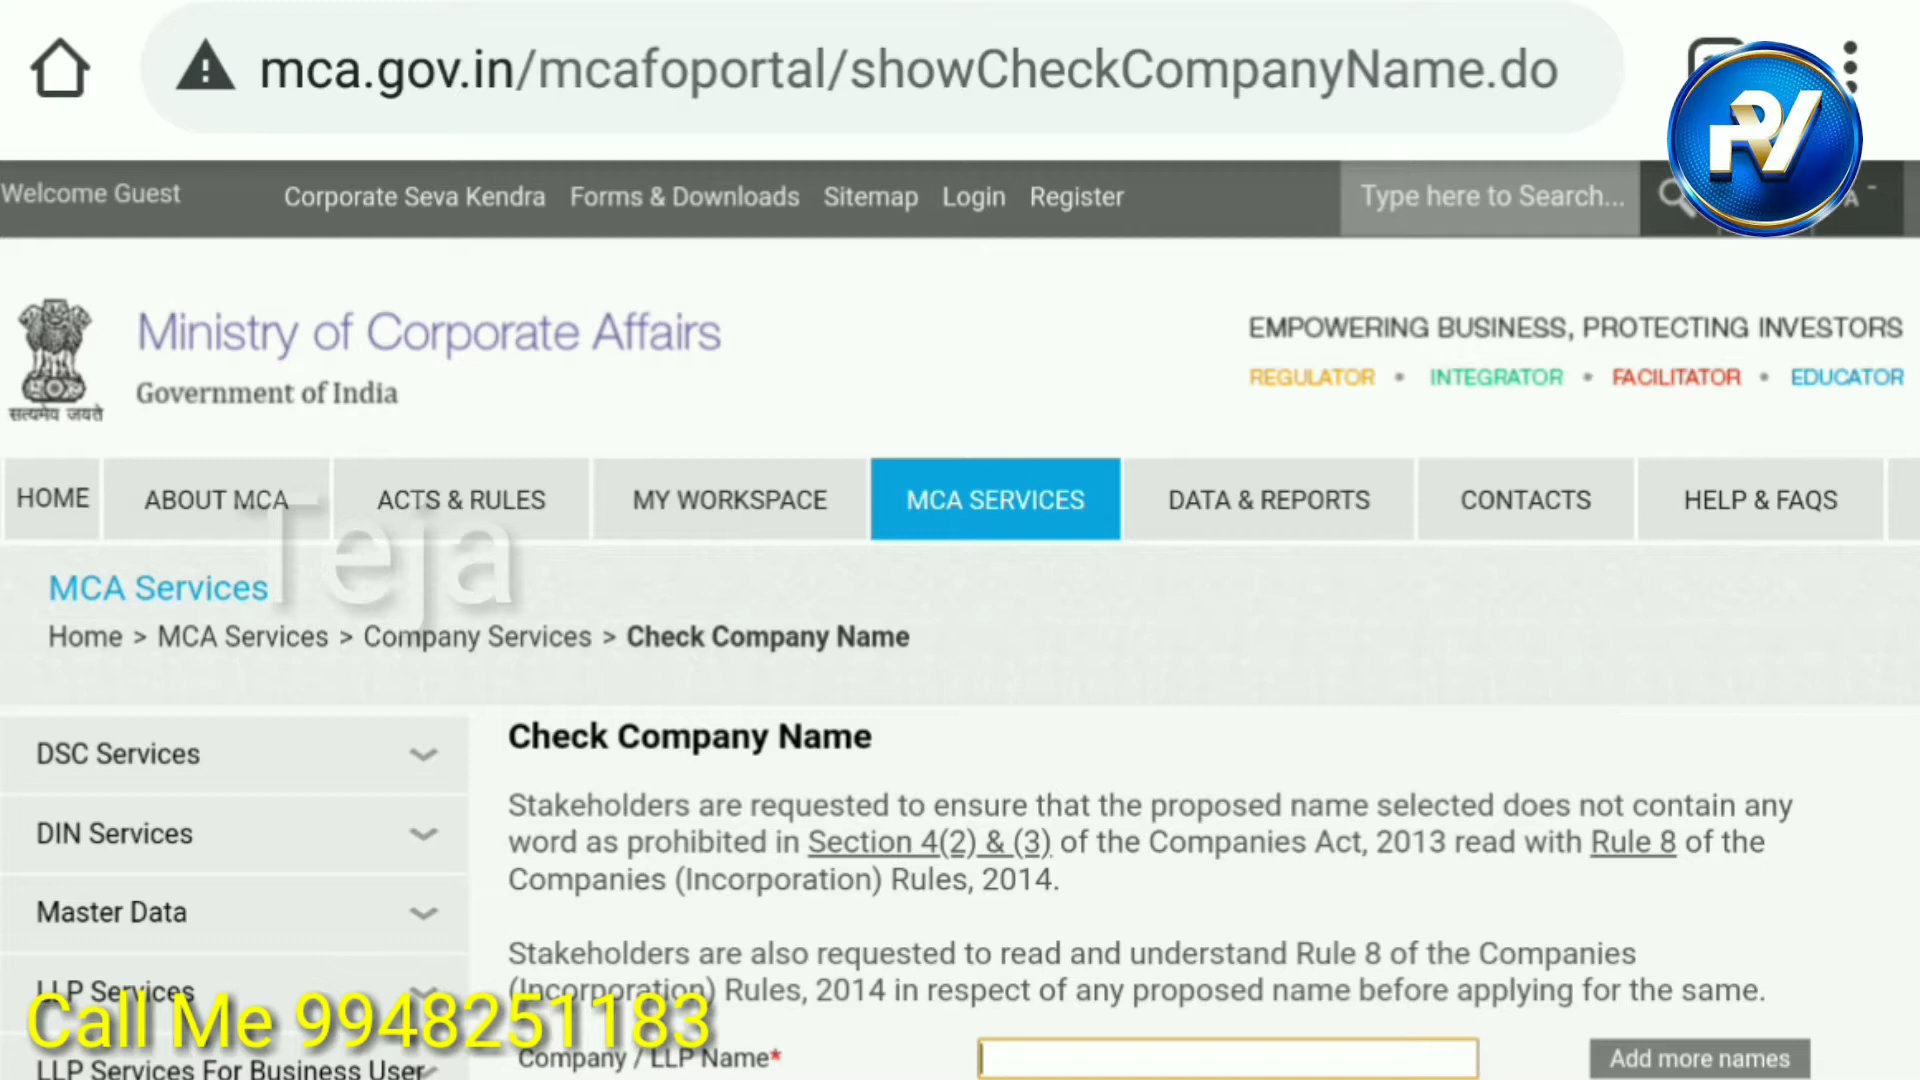 mca.gov.in/mcafoportal/showCheckCompanyName.do
RV
Welcome Guest
Corporate Seva Kendra Forms & Downloads Sitemap Login Register
Type here to Search...
A -
Ministry of Corporate Affairs
Government of India
सत्यमेव जयते
EMPOWERING BUSINESS, PROTECTING INVESTORS
REGULATOR • INTEGRATOR • FACILITATOR • EDUCATOR
HOME ABOUT MCA ACTS & RULES MY WORKSPACE MCA SERVICES DATA & REPORTS CONTACTS HELP & FAQS
Teja
MCA Services
Home > MCA Services > Company Services > Check Company Name
DSC Services
DIN Services
Master Data
LLP Services
LLP Services For Business User
Check Company Name
Stakeholders are requested to ensure that the proposed name selected does not contain any
word as prohibited in Section 4(2) & (3) of the Companies Act, 2013 read with Rule 8 of the
Companies (Incorporation) Rules, 2014.
Stakeholders are also requested to read and understand Rule 8 of the Companies
(Incorporation) Rules, 2014 in respect of any proposed name before applying for the same.
Company / LLP Name*
Add more names
Call Me 9948251183